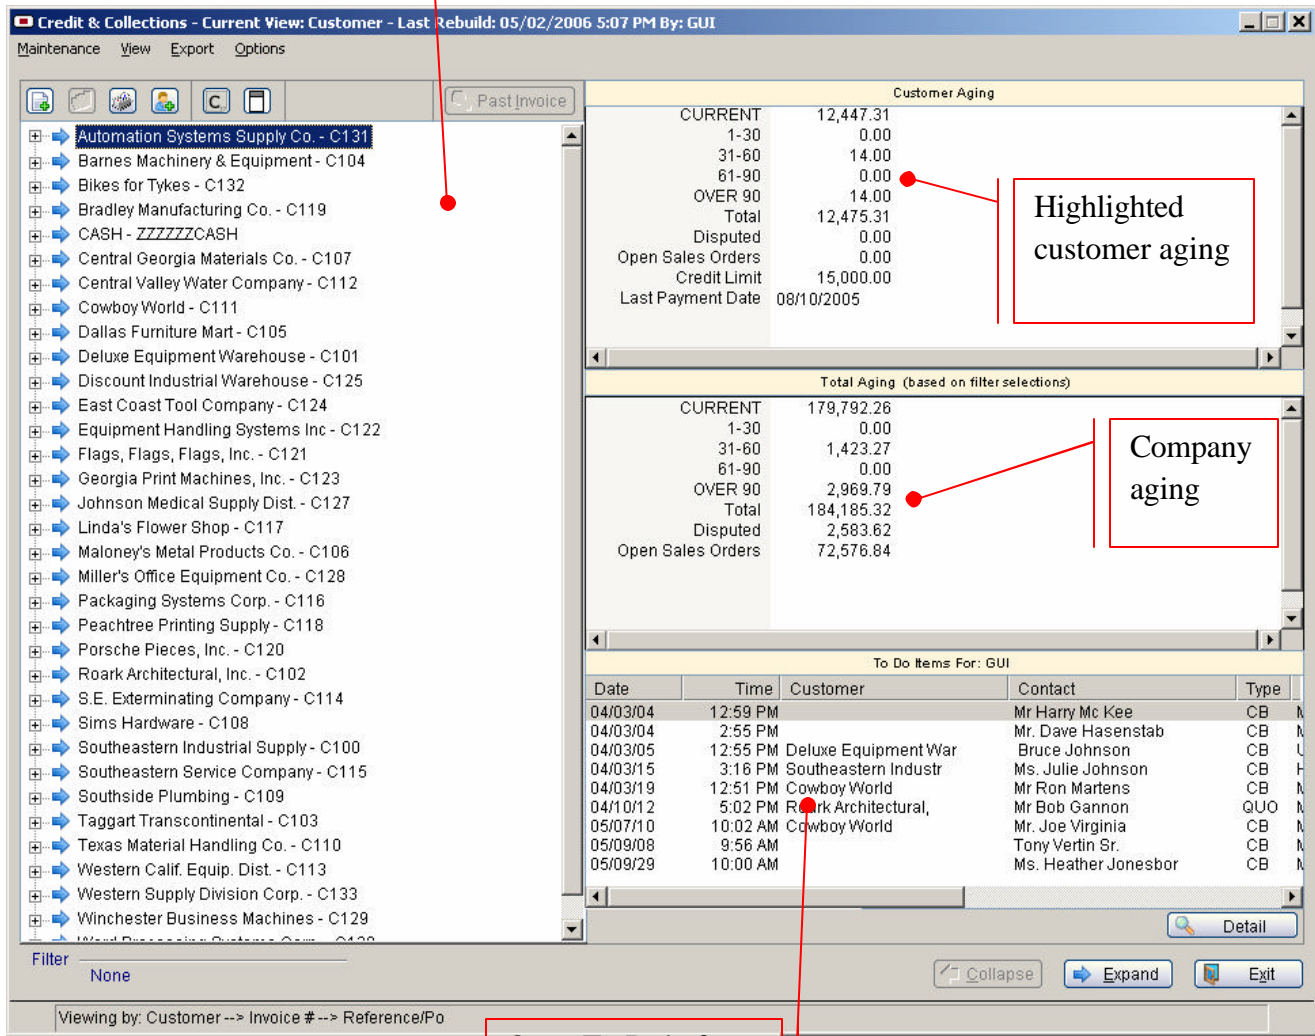 Credit & Collections - Current View: Customer - Last Rebuild: 05/02/2006 5:07 PM By: GUI
Maintenance View Export Options
C Past Invoice
Automation Systems Supply Co. - C131
Barnes Machinery & Equipment - C104
Bikes for Tykes - C132
Bradley Manufacturing Co. - C119
CASH - ZZZZZZCASH
Central Georgia Materials Co. - C107
Central Valley Water Company - C112
Cowboy World - C111
Dallas Furniture Mart - C105
Deluxe Equipment Warehouse - C101
Discount Industrial Warehouse - C125
East Coast Tool Company - C124
Equipment Handling Systems Inc - C122
Flags, Flags, Flags, Inc. - C121
Georgia Print Machines, Inc. - C123
Johnson Medical Supply Dist. - C127
Linda's Flower Shop - C117
Maloney's Metal Products Co. - C106
Miller's Office Equipment Co. - C128
Packaging Systems Corp. - C116
Peachtree Printing Supply - C118
Porsche Pieces, Inc. - C120
Roark Architectural, Inc. - C102
S.E. Exterminating Company - C114
Sims Hardware - C108
Southeastern Industrial Supply - C100
Southeastern Service Company - C115
Southside Plumbing - C109
Taggart Transcontinental - C103
Texas Material Handling Co. - C110
Western Calif. Equip. Dist. - C113
Western Supply Division Corp. - C133
Winchester Business Machines - C129
Customer Aging
CURRENT 12,447.31
1-30 0.00
31-60 14.00
61-90 0.00
OVER 90 14.00
Total 12,475.31
Disputed 0.00
Open Sales Orders 0.00
Credit Limit 15,000.00
Last Payment Date 08/10/2005
Highlighted
customer aging
Total Aging (based on filter selections)
CURRENT 179,792.26
1-30 0.00
31-60 1,423.27
61-90 0.00
OVER 90 2,969.79
Total 184,185.32
Disputed 2,583.62
Open Sales Orders 72,576.84
Company
aging
To Do Items For: GUI
Date Time Customer Contact Type
04/03/04 12:59 PM Mr Harry Mc Kee CB
04/03/04 2:55 PM Mr. Dave Hasenstab CB
04/03/05 12:55 PM Deluxe Equipment War Bruce Johnson CB
04/03/15 3:16 PM Southeastern Industr Ms. Julie Johnson CB
04/03/19 12:51 PM Cowboy World Mr Ron Martens CB
04/10/12 5:02 PM Roark Architectural, Mr Bob Gannon QUO
05/07/10 10:02 AM Cowboy World Mr. Joe Virginia CB
05/09/08 9:56 AM Tony Vertin Sr. CB
05/09/29 10:00 AM Ms. Heather Jonesbor CB
Detail
Filter
None
Collapse Expand Exit
Viewing by: Customer --> Invoice # --> Reference/Po